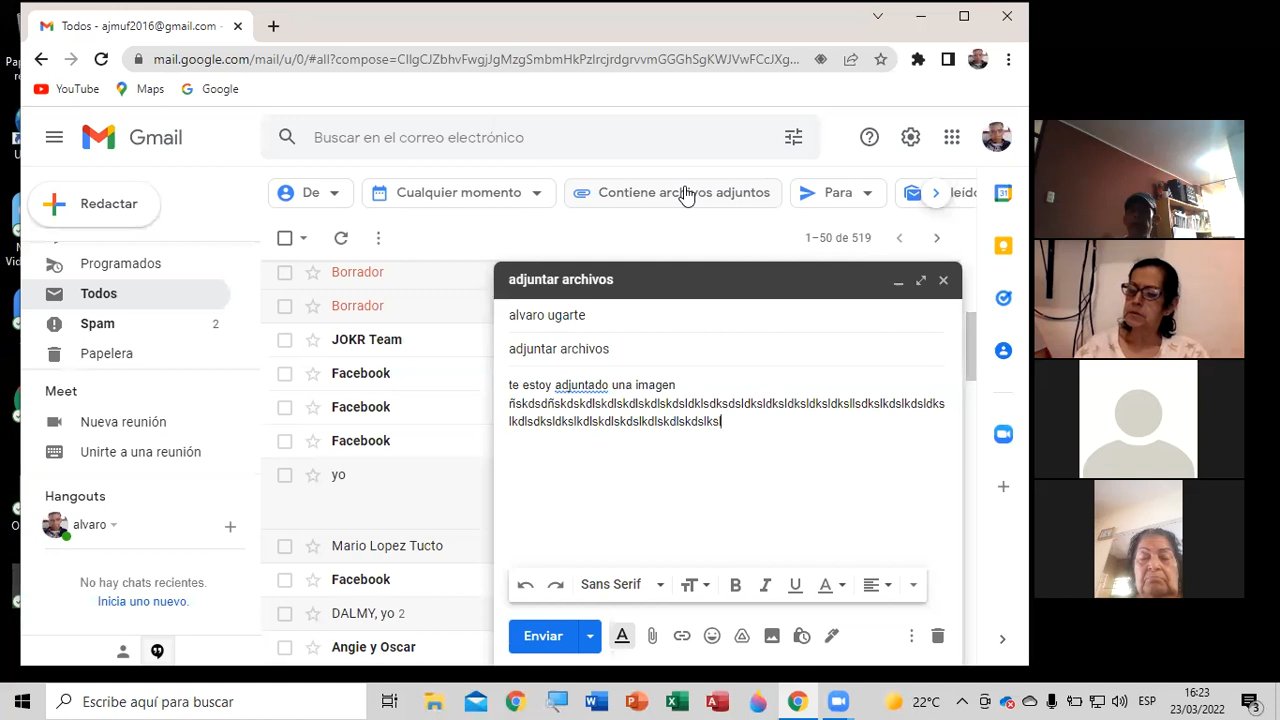 Todos - ajmuf2016@gmail.com -
mail.google.com/mail/u/0/#all?compose=CllgCJZbhvFwgjJgMzgSmbmHkPzlrcjrdgrvvmGGGhSgKWJVwFCcJXg...
YouTube
Maps
Google
Gmail
Buscar en el correo electrónico
Redactar
De
Cualquier momento
Contiene archivos adjuntos
Para
leído
1–50 de 519
Programados
Todos
Spam
2
Papelera
Meet
Nueva reunión
Unirte a una reunión
Hangouts
alvaro
No hay chats recientes.
Inicia uno nuevo.
Borrador
Borrador
JOKR Team
Facebook
Facebook
Facebook
yo
Mario Lopez Tucto
Facebook
DALMY, yo 2
Angie y Oscar
adjuntar archivos
alvaro ugarte
adjuntar archivos
te estoy adjuntado una imagen
Sans Serif
Enviar
31
Escribe aquí para buscar
22°C
ESP
16:23
23/03/2022
3